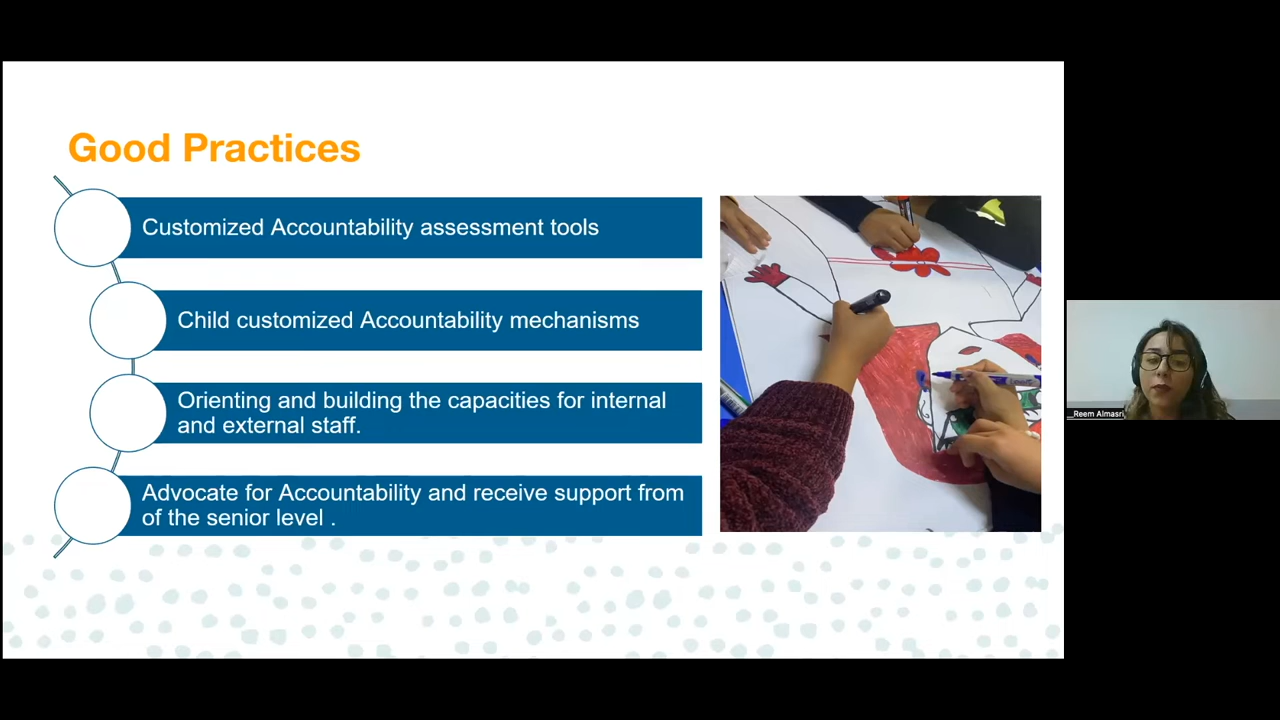 Good Practices
Customized Accountability assessment tools
Child customized Accountability mechanisms
Orienting and building the capacities for internal
and external staff.
Advocate for Accountability and receive support from
of the senior level .
__Reem Almasri